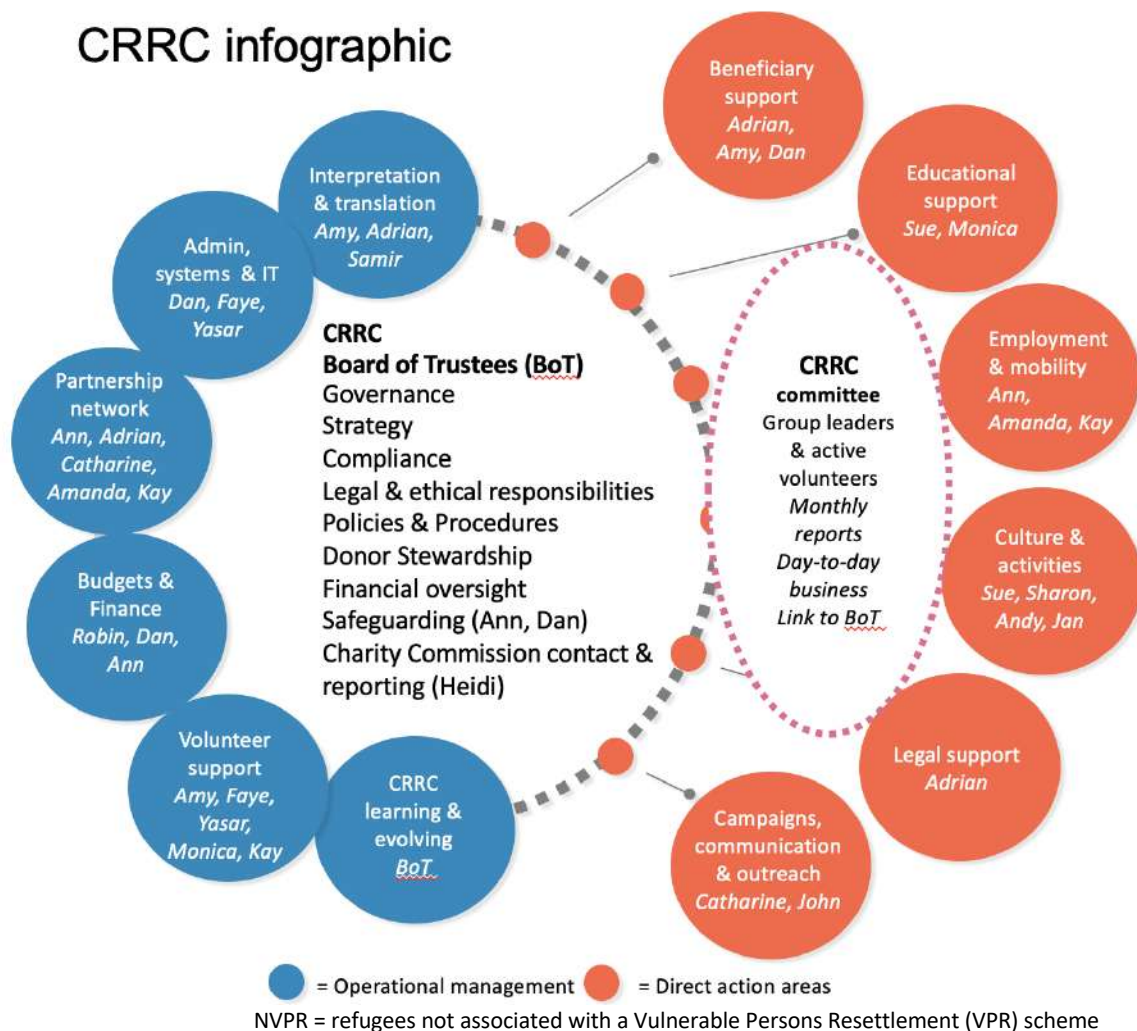 CRRC infographic
Beneficiary
support
Adrian,
Amy, Dan
Interpretation
& translation
Amy, Adrian,
Samir
Educational
support
Sue, Monica
Admin,
systems & IT
Dan, Faye,
Yasar
CRRC
Board of Trustees (BoT)
Governance
Strategy
Compliance
Legal & ethical responsibilities
Policies & Procedures
Donor Stewardship
Financial oversight
Safeguarding (Ann, Dan)
Charity Commission contact &
reporting (Heidi)
CRRC
committee
Group leaders
& active
volunteers
Monthly
reports
Day-to-day
business
Link to BoT
Employment
& mobility
Ann,
Amanda, Kay
Partnership
network
Ann, Adrian,
Catharine,
Amanda, Kay
Culture &
activities
Sue, Sharon,
Andy, Jan
Budgets &
Finance
Robin, Dan,
Ann
Legal support
Adrian
Volunteer
support
Amy, Faye,
Yasar,
Monica, Kay
CRRC
learning &
evolving
BoT
Campaigns,
communication
& outreach
Catharine, John
= Operational management
= Direct action areas
NVPR = refugees not associated with a Vulnerable Persons Resettlement (VPR) scheme